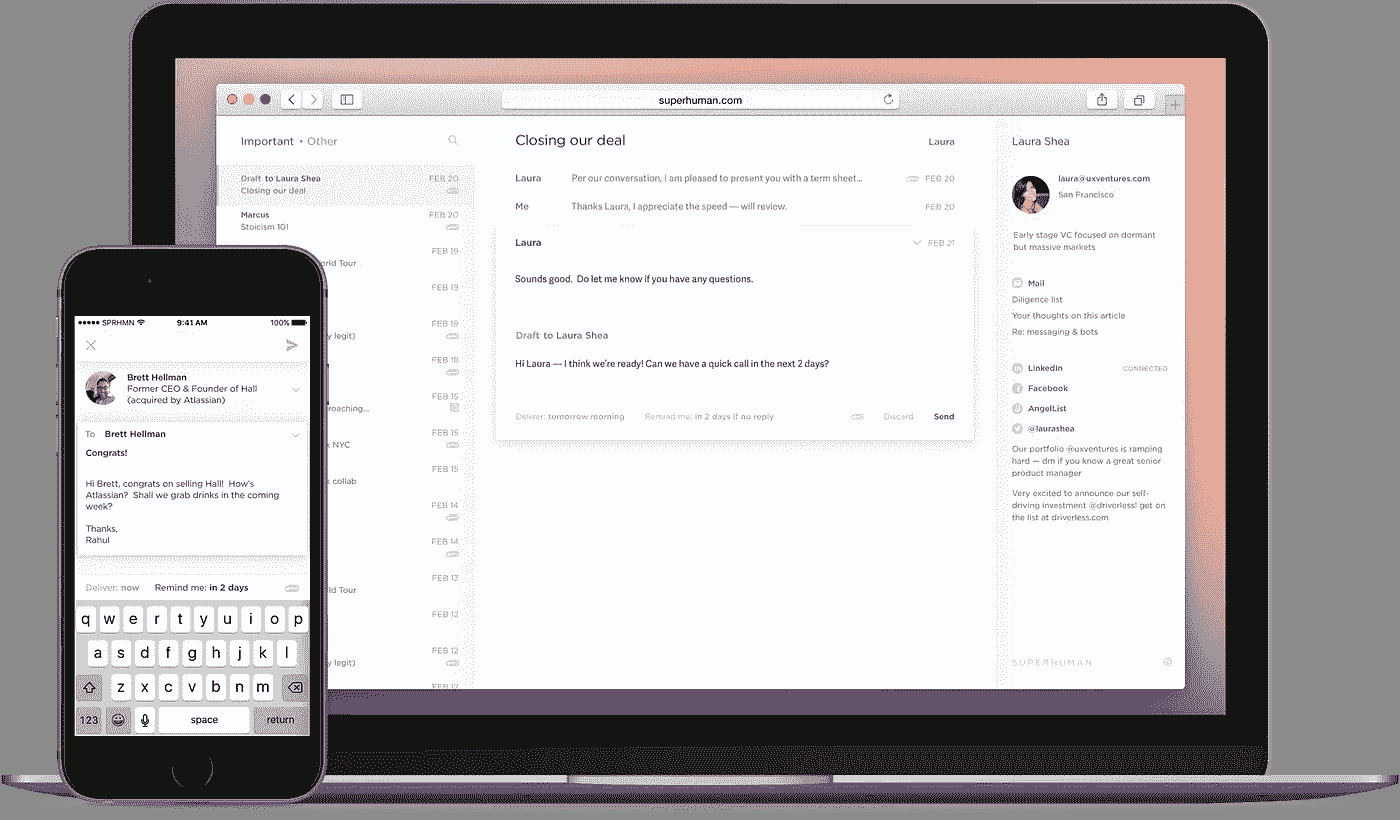 superhuman.com
Important • Other
Draft to Laura Shea FEB 20
Closing our deal
Marcus FEB 20
Stoicism 101
FEB 19
orld Tour
FEB 19
FEB 19
y legit)
FEB 18
FEB 15
roaching...
FEB 15
k NYC
FEB 15
k collab
FEB 14
FEB 14
FEB 13
ld Tour
FEB 12
FEB 12
y legit)
FEB 12
Closing our deal Laura
Laura Per our conversation, I am pleased to present you with a term sheet... FEB 20
Me Thanks Laura, I appreciate the speed — will review. FEB 20
Laura FEB 21
Sounds good. Do let me know if you have any questions.
Draft to Laura Shea
Hi Laura — I think we're ready! Can we have a quick call in the next 2 days?
Deliver: tomorrow morning Remind me: in 2 days if no reply Discard Send
Laura Shea
laura@uxventures.com
San Francisco
Early stage VC focused on dormant
but massive markets
Mail
Diligence list
Your thoughts on this article
Re: messaging & bots
LinkedIn CONNECTED
Facebook
AngelList
@laurashea
Our portfolio @uxventures is ramping
hard — dm if you know a great senior
product manager
Very excited to announce our self-
driving investment @driverless! get on
the list at driverless.com
SUPERHUMAN
SPRHMN 9:41 AM 100%
Brett Hellman
Former CEO & Founder of Hall
(acquired by Atlassian)
To Brett Hellman
Congrats!
Hi Brett, congrats on selling Hall! How's
Atlassian? Shall we grab drinks in the coming
week?
Thanks,
Rahul
Deliver: now Remind me: in 2 days
q w e r t y u i o p
a s d f g h j k l
z x c v b n m
123 space return